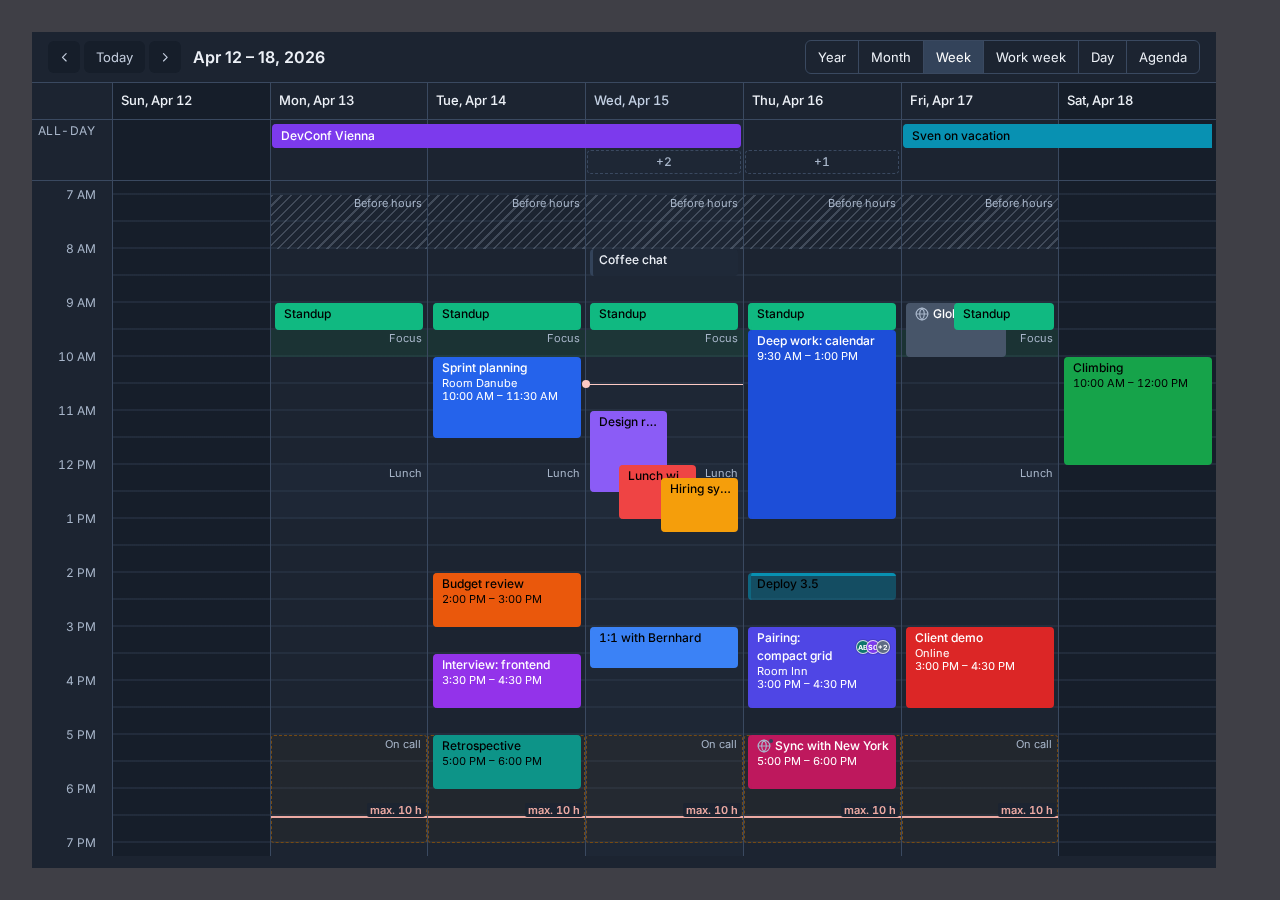 Today
Apr 12 – 18, 2026
Year
Month
Week
Work week
Day
Agenda
Sun, Apr 12
Mon, Apr 13
Tue, Apr 14
Wed, Apr 15
Thu, Apr 16
Fri, Apr 17
Sat, Apr 18
ALL-DAY
DevConf Vienna
Sven on vacation
+2
+1
7 AM
Before hours
Before hours
Before hours
Before hours
Before hours
8 AM
Coffee chat
9 AM
Standup
Standup
Standup
Standup
Glo
Standup
Focus
Focus
Focus
Focus
Deep work: calendar
9:30 AM – 1:00 PM
10 AM
Sprint planning
Room Danube
10:00 AM – 11:30 AM
Climbing
10:00 AM – 12:00 PM
11 AM
Design r…
12 PM
Lunch
Lunch
Lunch
Lunch
Lunch wi
Hiring sy…
1 PM
2 PM
Budget review
2:00 PM – 3:00 PM
Deploy 3.5
3 PM
1:1 with Bernhard
Pairing:
compact grid
Room Inn
3:00 PM – 4:30 PM
+2
Client demo
Online
3:00 PM – 4:30 PM
Interview: frontend
3:30 PM – 4:30 PM
4 PM
5 PM
On call
Retrospective
5:00 PM – 6:00 PM
On call
Sync with New York
5:00 PM – 6:00 PM
On call
6 PM
max. 10 h
max. 10 h
max. 10 h
max. 10 h
max. 10 h
7 PM